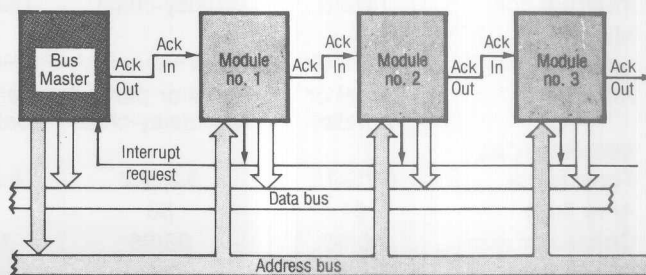 Bus
Master
Ack
Out
Ack
In
Module
no. 1
Ack
Out
Ack
In
Module
no. 2
Ack
Out
Ack
In
Module
no. 3
Ack
Out
Interrupt
request
Data bus
Address bus